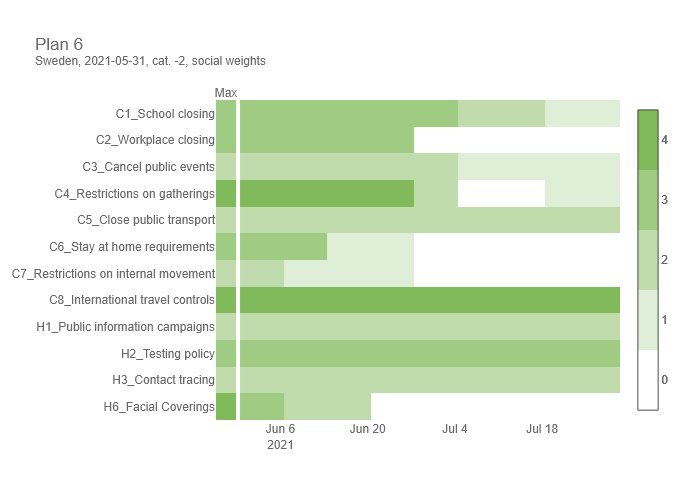 Plan 6
Sweden, 2021-05-31, cat. -2, social weights
Max
C1_School closing
C2_Workplace closing
C3_Cancel public events
C4_Restrictions on gatherings
C5_Close public transport
C6_Stay at home requirements
C7_Restrictions on internal movement
C8_International travel controls
H1_Public information campaigns
H2_Testing policy
H3_Contact tracing
H6_Facial Coverings
Jun 6
2021
Jun 20
Jul 4
Jul 18
4
3
2
1
0